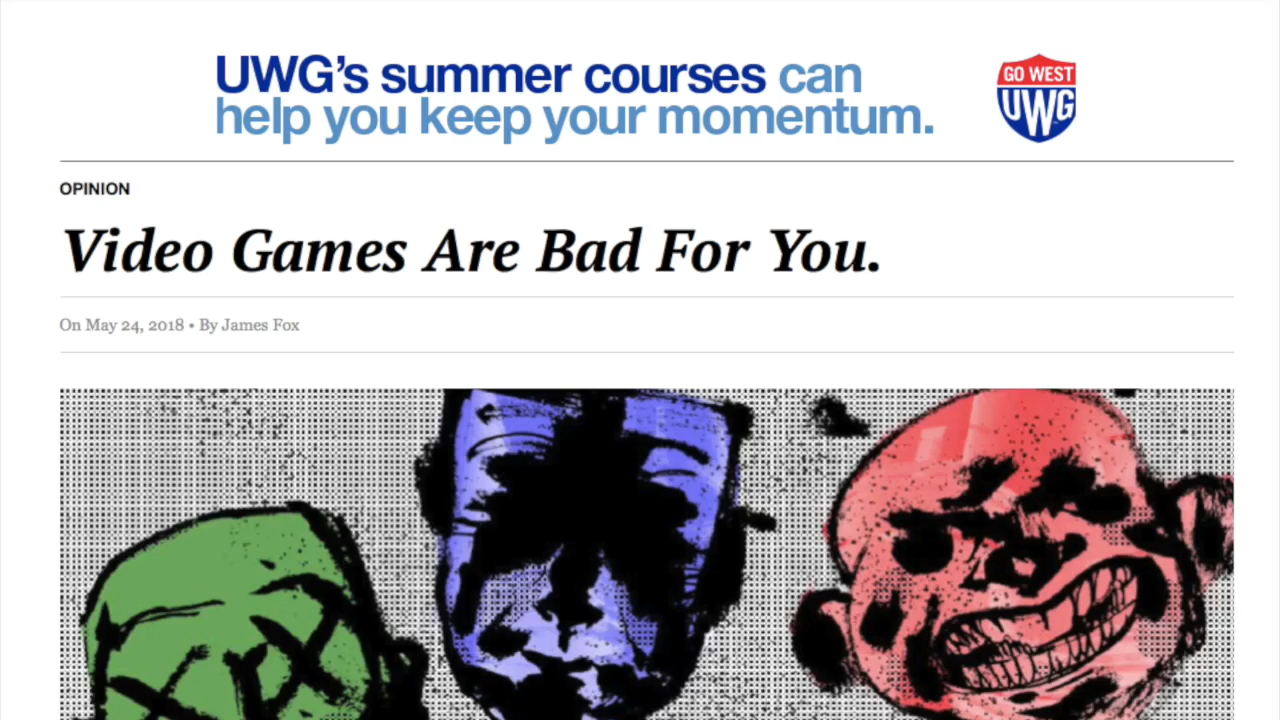 UWG's summer courses can
help you keep your momentum.
GO WEST
UWG
OPINION
Video Games Are Bad For You.
On May 24, 2018 • By James Fox